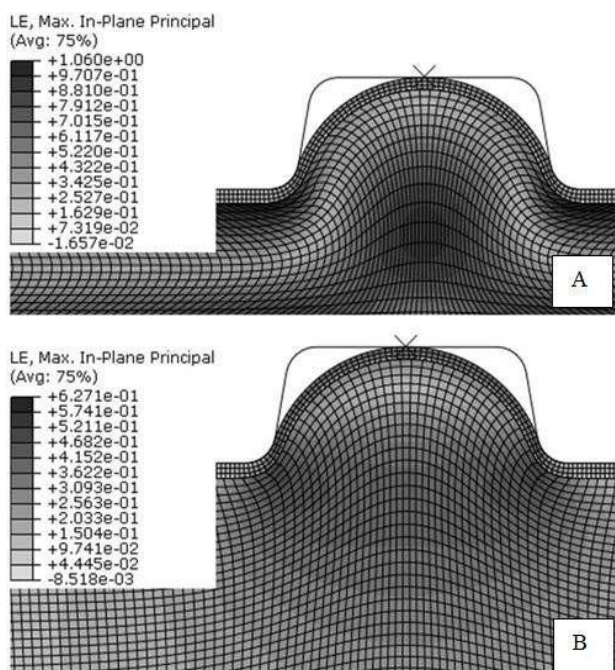 LE, Max. In-Plane Principal
(Avg: 75%)
+1.060e+00
+9.707e-01
+8.810e-01
+7.912e-01
+7.015e-01
+6.117e-01
+5.220e-01
+4.322e-01
+3.425e-01
+2.527e-01
+1.629e-01
+7.319e-02
-1.657e-02
A
LE, Max. In-Plane Principal
(Avg: 75%)
+6.271e-01
+5.741e-01
+5.211e-01
+4.682e-01
+4.152e-01
+3.622e-01
+3.093e-01
+2.563e-01
+2.033e-01
+1.504e-01
+9.741e-02
+4.445e-02
-8.518e-03
B